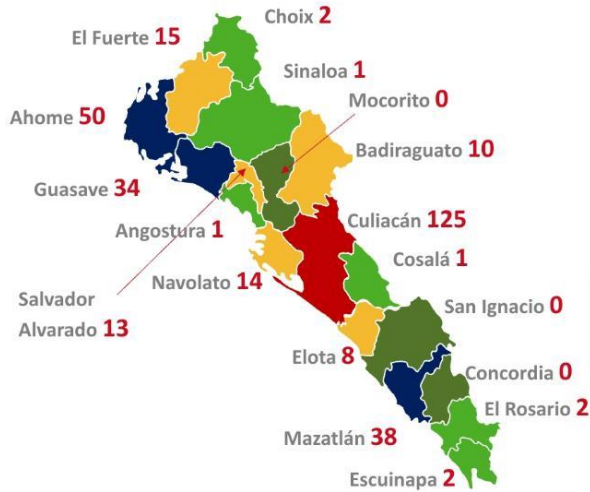 Choix 2
El Fuerte 15
Sinaloa 1
Mocorito 0
Ahome 50
Badiraguato 10
Guasave 34
Culiacán 125
Angostura 1
Cosalá 1
Navolato 14
Salvador
Alvarado 13
San Ignacio 0
Elota 8
Concordia 0
El Rosario 2
Mazatlán 38
Escuinapa 2